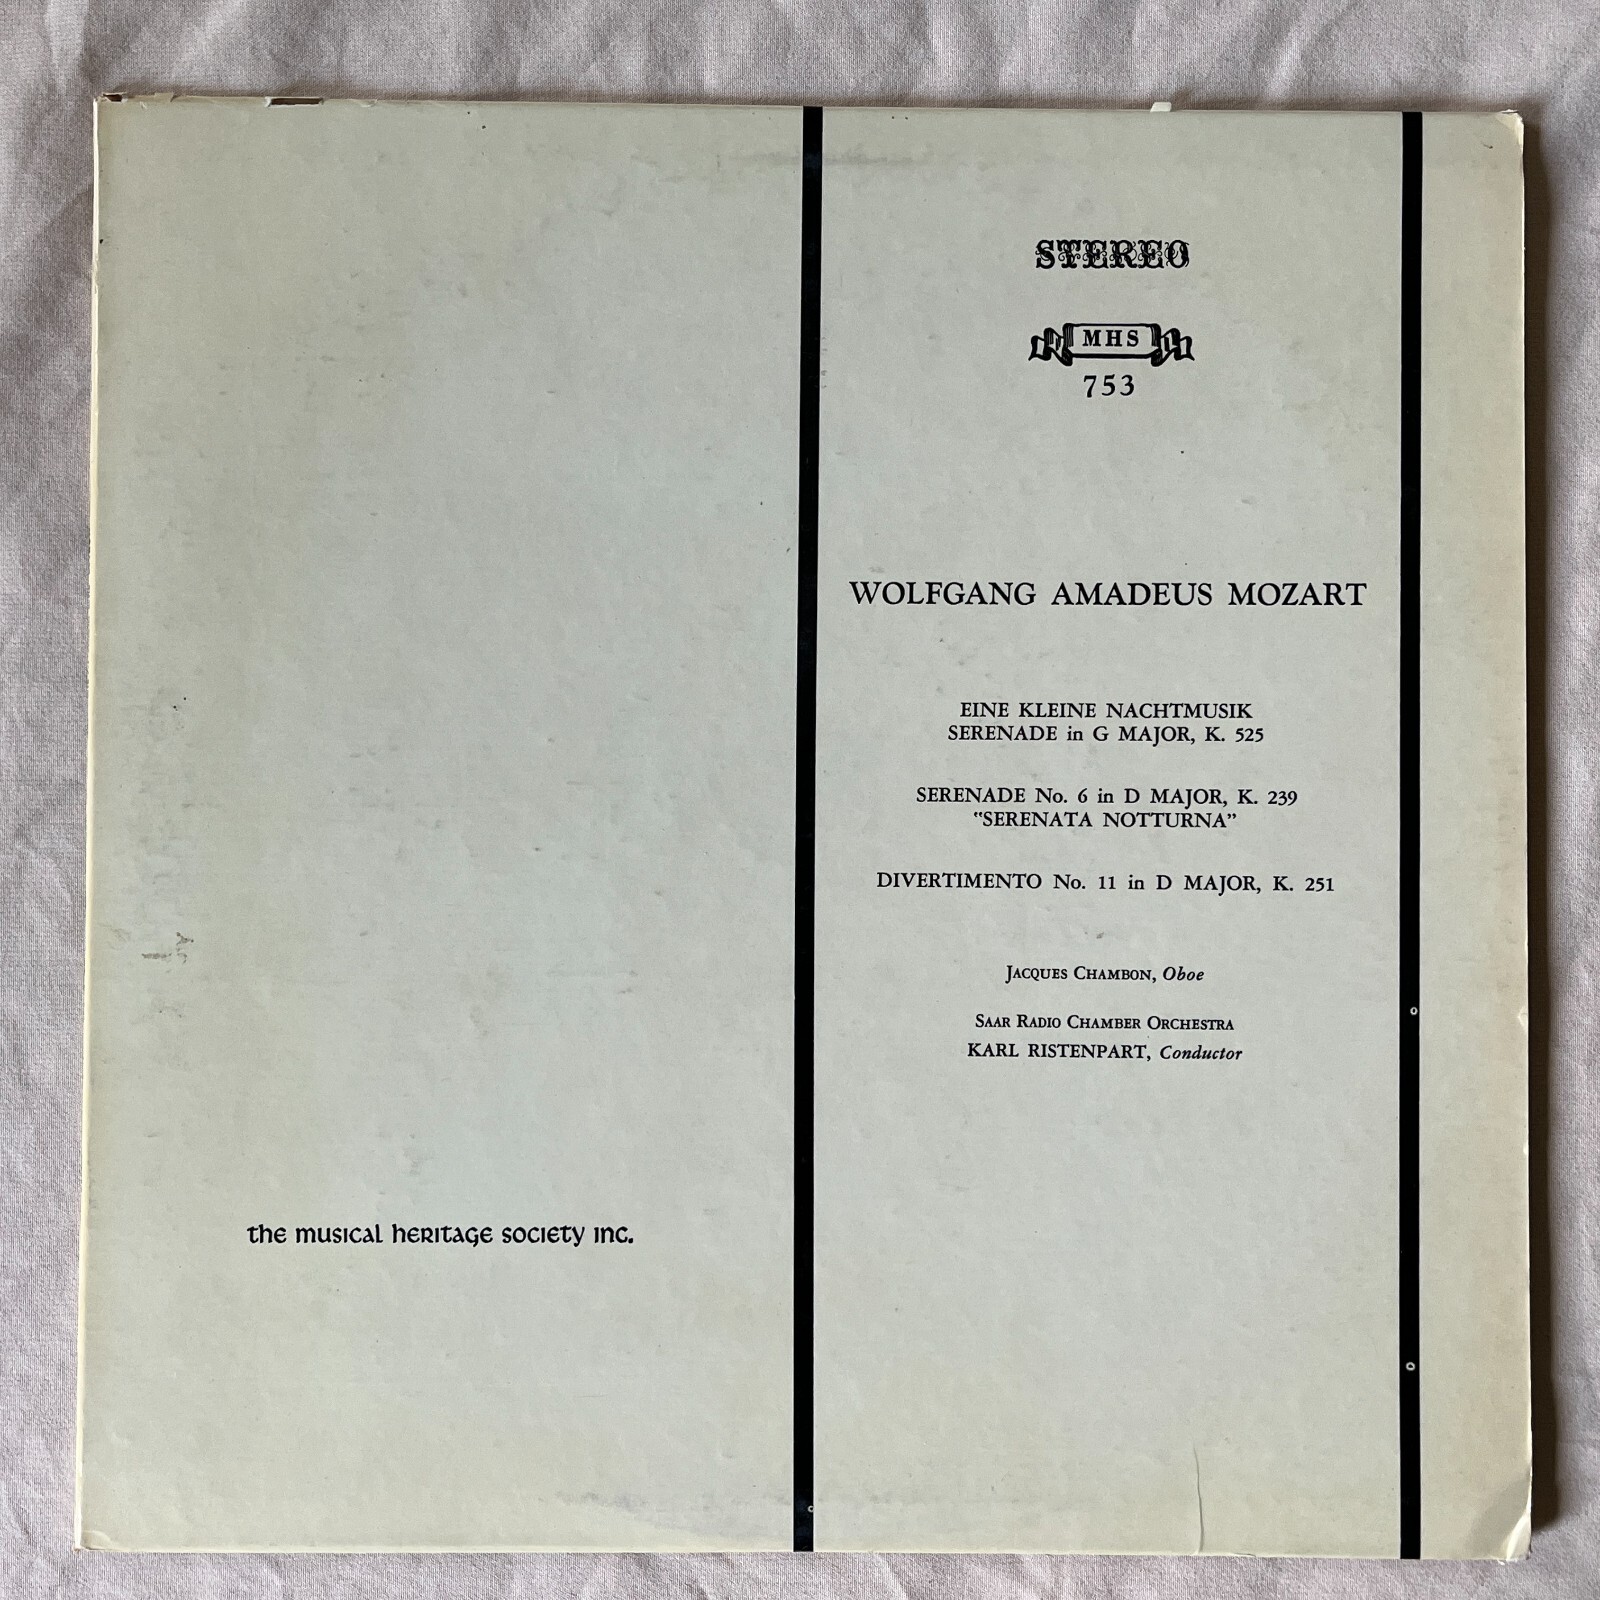 STEREO
MHS
753
WOLFGANG AMADEUS MOZART
EINE KLEINE NACHTMUSIK
SERENADE in G MAJOR, K. 525
SERENADE No. 6 in D MAJOR, K. 239
"SERENATA NOTTURNA"
DIVERTIMENTO No. 11 in D MAJOR, K. 251
JACQUES CHAMBON, Oboe
SAAR RADIO CHAMBER ORCHESTRA
KARL RISTENPART, Conductor
the musical heritage society inc.